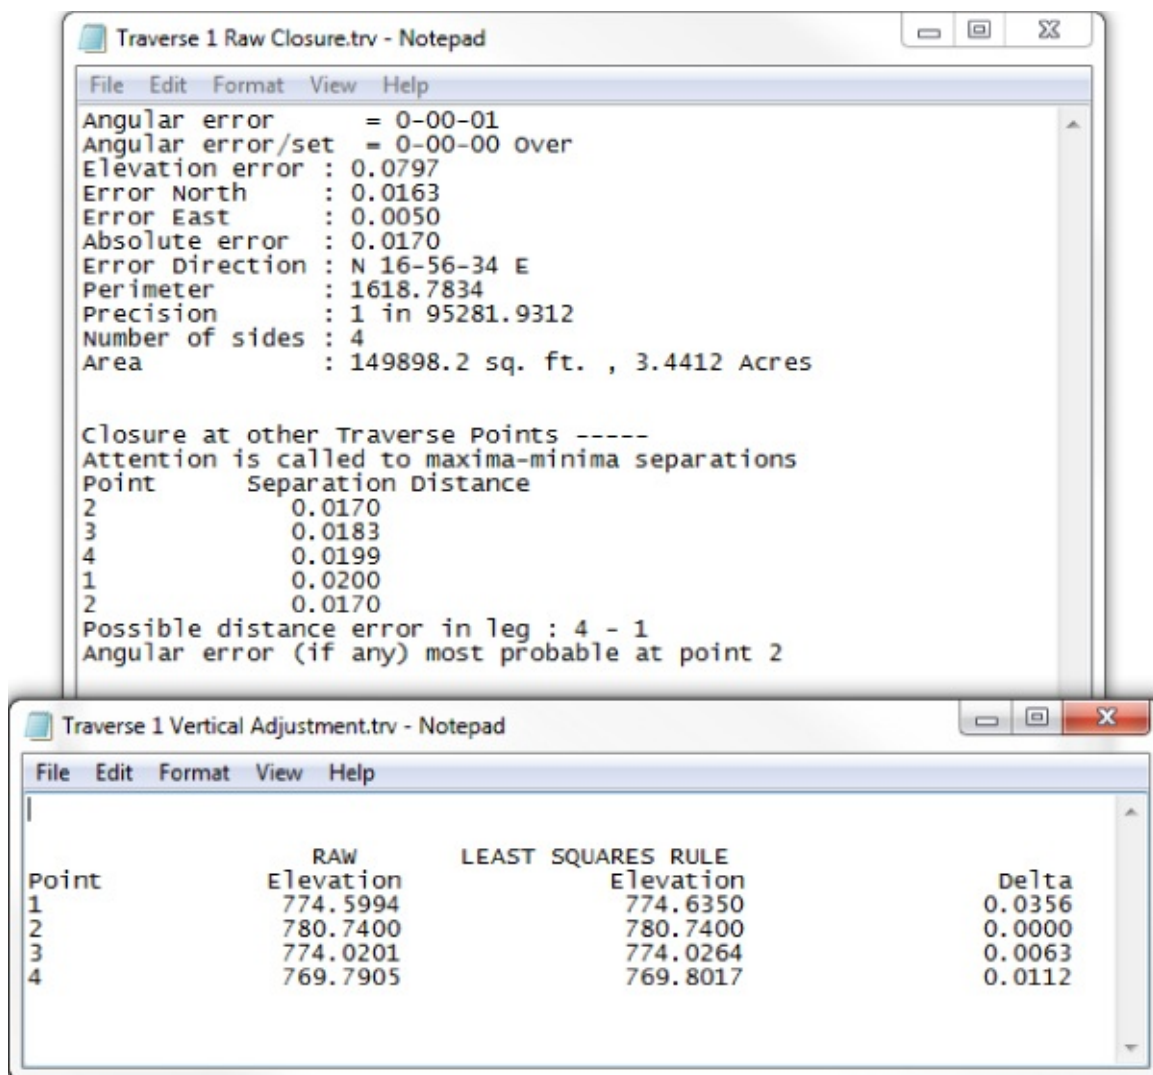 Traverse 1 Raw Closure.trv - Notepad
File Edit Format View Help
Angular error = 0-00-01
Angular error/set = 0-00-00 Over
Elevation error : 0.0797
Error North : 0.0163
Error East : 0.0050
Absolute error : 0.0170
Error Direction : N 16-56-34 E
Perimeter : 1618.7834
Precision : 1 in 95281.9312
Number of sides : 4
Area : 149898.2 sq. ft. , 3.4412 Acres
Closure at other Traverse Points -----
Attention is called to maxima-minima separations
Point Separation Distance
2 0.0170
3 0.0183
4 0.0199
1 0.0200
2 0.0170
Possible distance error in leg : 4 - 1
Angular error (if any) most probable at point 2
Traverse 1 Vertical Adjustment.trv - Notepad
File Edit Format View Help
RAW LEAST SQUARES RULE
Point Elevation Elevation Delta
1 774.5994 774.6350 0.0356
2 780.7400 780.7400 0.0000
3 774.0201 774.0264 0.0063
4 769.7905 769.8017 0.0112